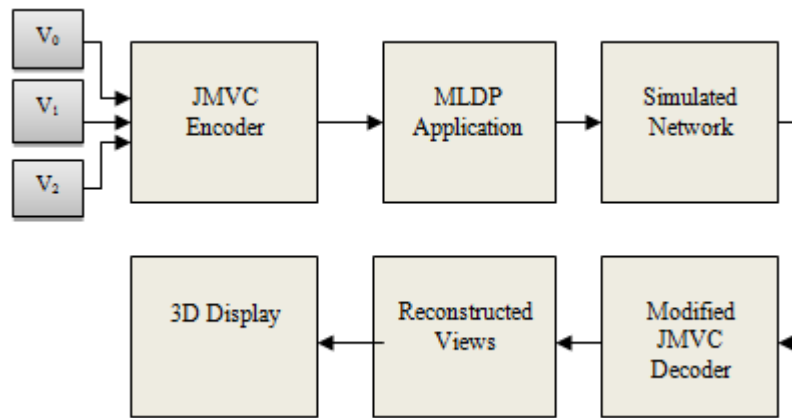 V₀
V₁
V₂
JMVC
Encoder
MLDP
Application
Simulated
Network
3D Display
Reconstructed
Views
Modified
JMVC
Decoder